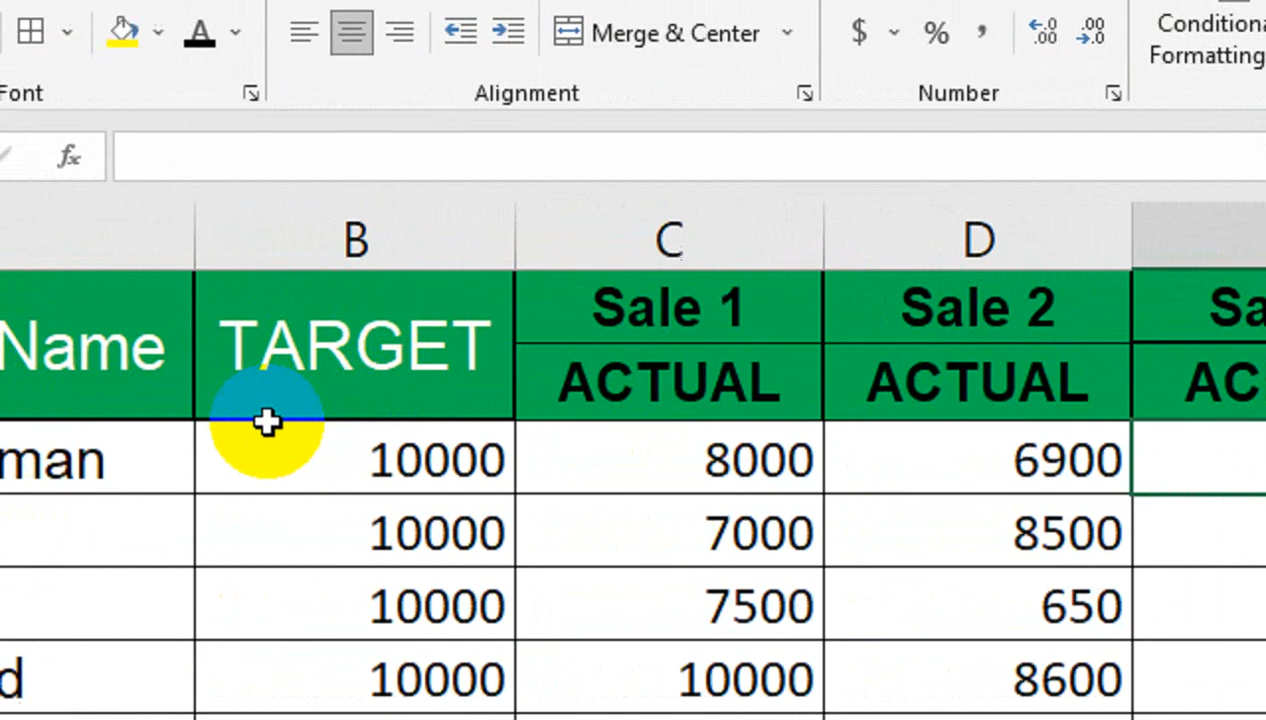 Merge & Center
$ % ,
Conditiona
Formatting
Font
Alignment
Number
fx
B C D
Name TARGET Sale 1 Sale 2 Sa
ACTUAL ACTUAL AC
man 10000 8000 6900
10000 7000 8500
10000 7500 650
d 10000 10000 8600